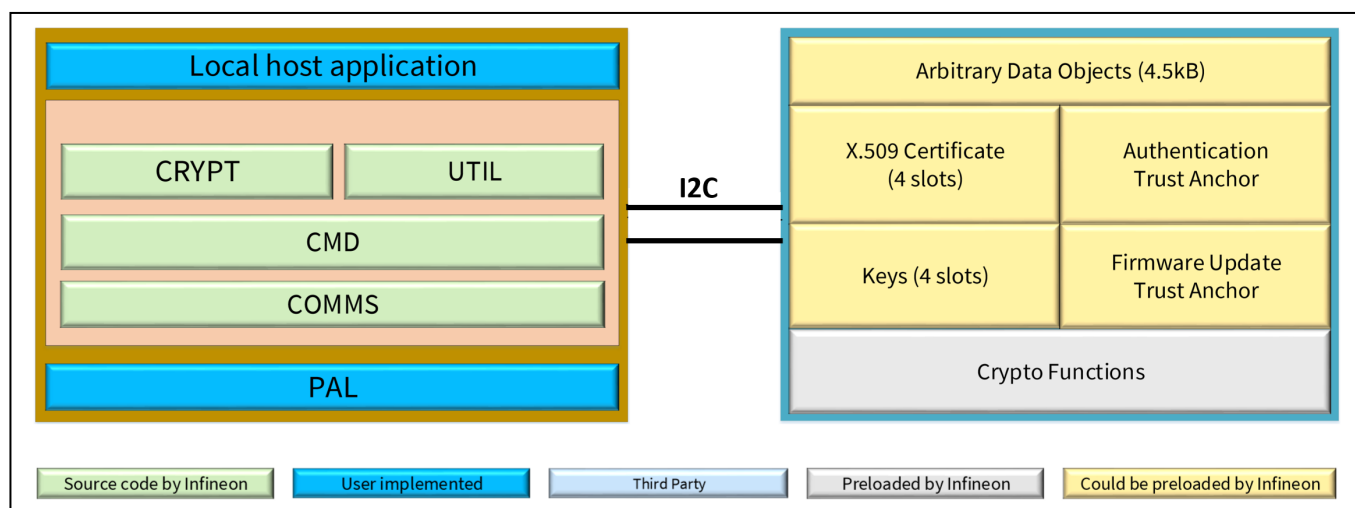 Local host application
CRYPT
UTIL
CMD
COMMS
PAL
I2C
Arbitrary Data Objects (4.5kB)
X.509 Certificate
(4 slots)
Authentication
Trust Anchor
Keys (4 slots)
Firmware Update
Trust Anchor
Crypto Functions
Source code by Infineon
User implemented
Third Party
Preloaded by Infineon
Could be preloaded by Infineon